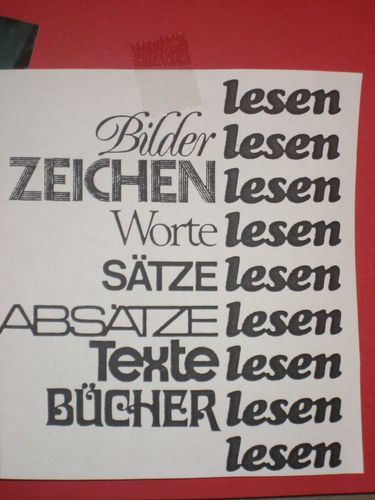 lesen
Bilder lesen
ZEICHEN lesen
Worte lesen
SÄTZE lesen
ABSÄTZE lesen
Texte lesen
BÜCHER lesen
lesen